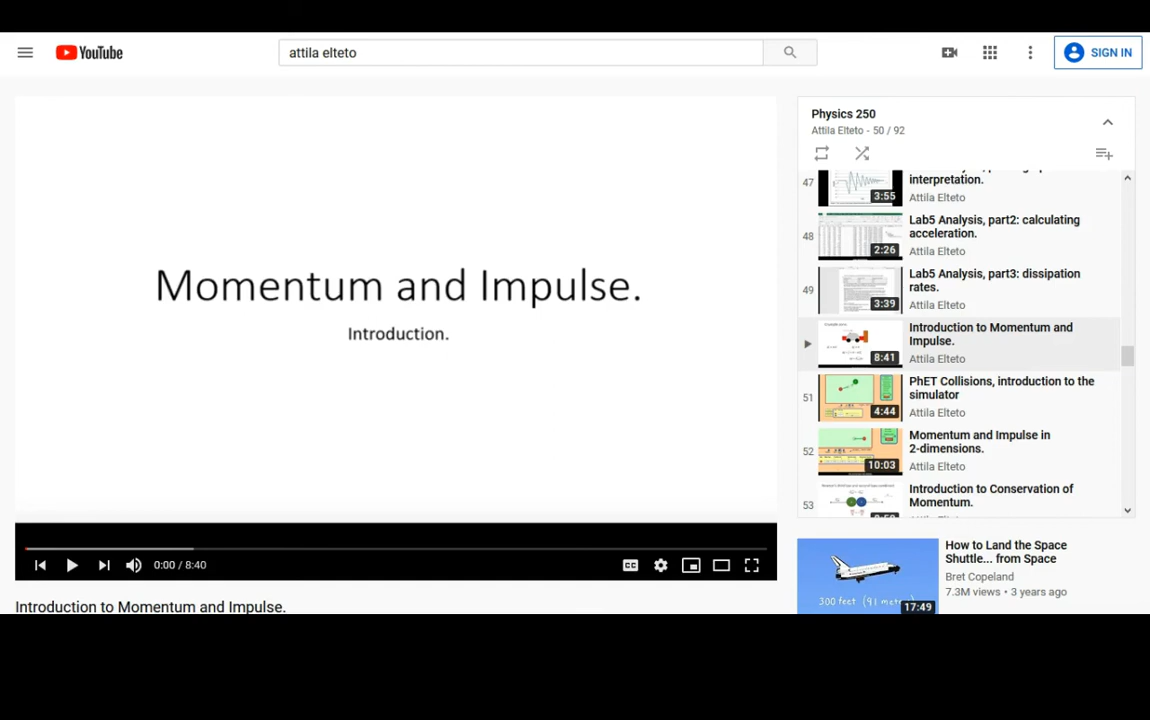 YouTube
attila elteto
SIGN IN
Momentum and Impulse.
Introduction.
0:00 / 8:40
CC
Introduction to Momentum and Impulse.
Physics 250
Attila Elteto - 50 / 92
47
3:55
interpretation.
Attila Elteto
48
2:26
Lab5 Analysis, part2: calculating
acceleration.
Attila Elteto
49
3:39
Lab5 Analysis, part3: dissipation
rates.
Attila Elteto
8:41
Introduction to Momentum and
Impulse.
Attila Elteto
51
4:44
PhET Collisions, introduction to the
simulator
Attila Elteto
52
10:03
Momentum and Impulse in
2-dimensions.
Attila Elteto
53
Introduction to Conservation of
Momentum.
300 feet (91 metr
17:49
How to Land the Space
Shuttle... from Space
Bret Copeland
7.3M views • 3 years ago